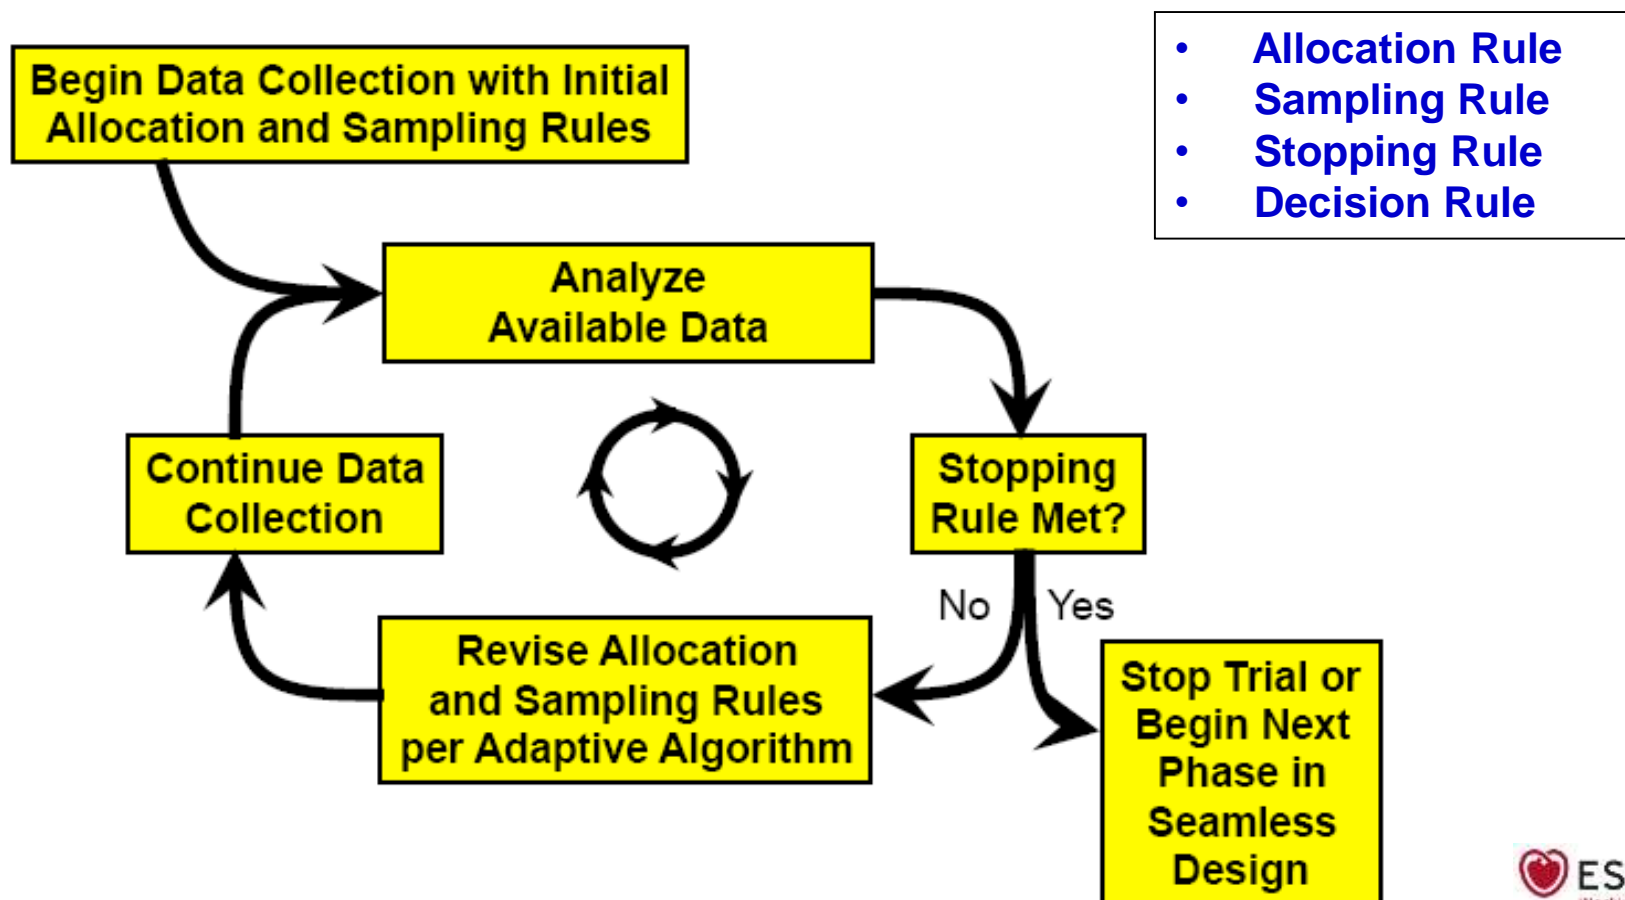 • Allocation Rule
• Sampling Rule
• Stopping Rule
• Decision Rule
Begin Data Collection with Initial
Allocation and Sampling Rules
Analyze
Available Data
Continue Data
Collection
Stopping
Rule Met?
No
Yes
Revise Allocation
and Sampling Rules
per Adaptive Algorithm
Stop Trial or
Begin Next
Phase in
Seamless
Design
ES